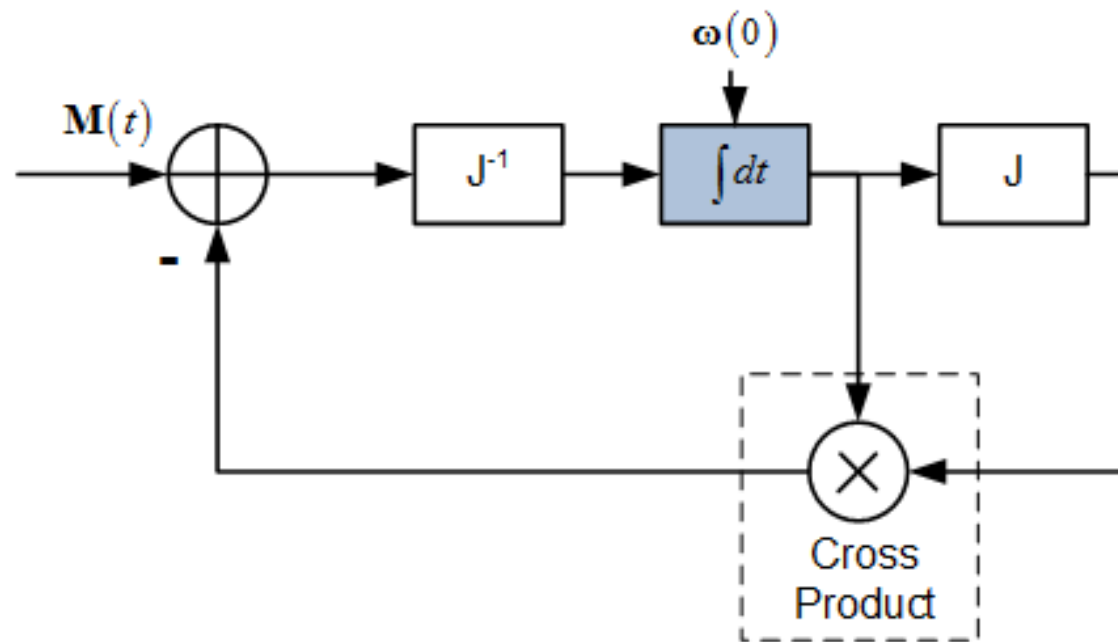 ω(0)
M(t)
J⁻¹
∫dt
J
-
Cross
Product